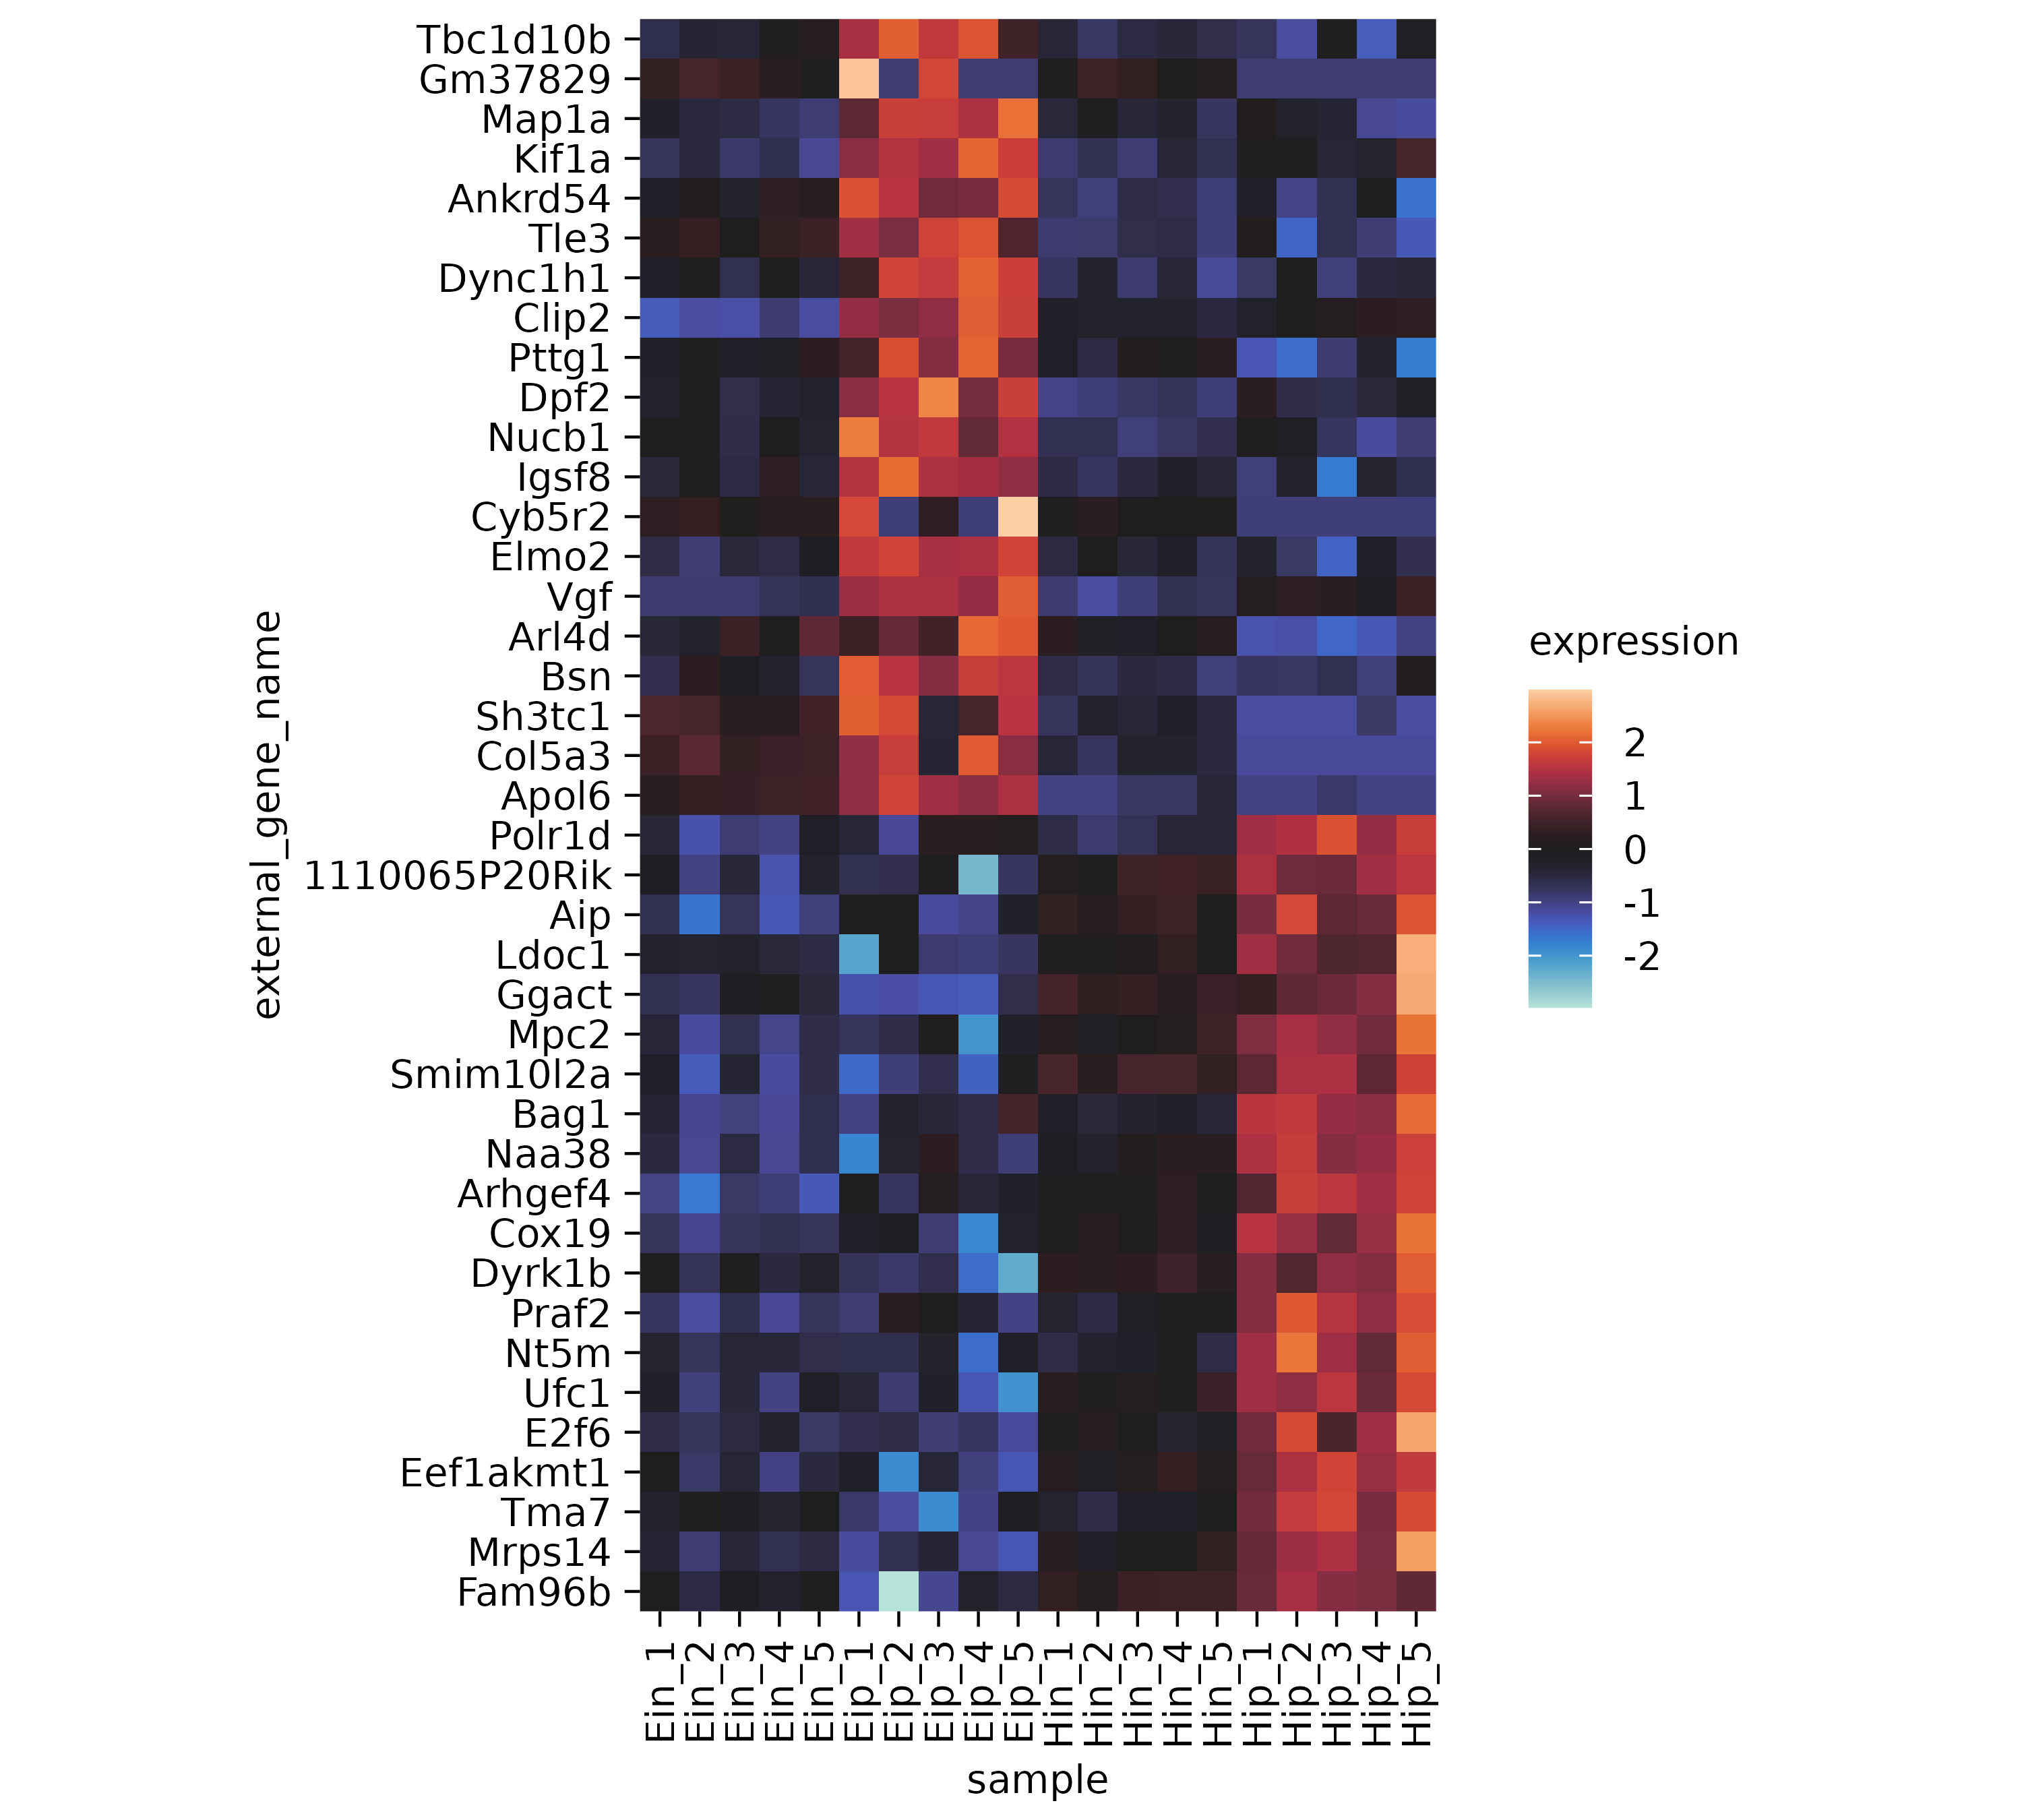 external_gene_name
Tbc1d10b
Gm37829
Map1a
Kif1a
Ankrd54
Tle3
Dync1h1
Clip2
Pttg1
Dpf2
Nucb1
Igsf8
Cyb5r2
Elmo2
Vgf
Arl4d
Bsn
Sh3tc1
Col5a3
Apol6
Polr1d
1110065P20Rik
Aip
Ldoc1
Ggact
Mpc2
Smim10l2a
Bag1
Naa38
Arhgef4
Cox19
Dyrk1b
Praf2
Nt5m
Ufc1
E2f6
Eef1akmt1
Tma7
Mrps14
Fam96b
Ein_1
Ein_2
Ein_3
Ein_4
Ein_5
Eip_1
Eip_2
Eip_3
Eip_4
Eip_5
Hin_1
Hin_2
Hin_3
Hin_4
Hin_5
Hip_1
Hip_2
Hip_3
Hip_4
Hip_5
sample
expression
2
1
0
-1
-2